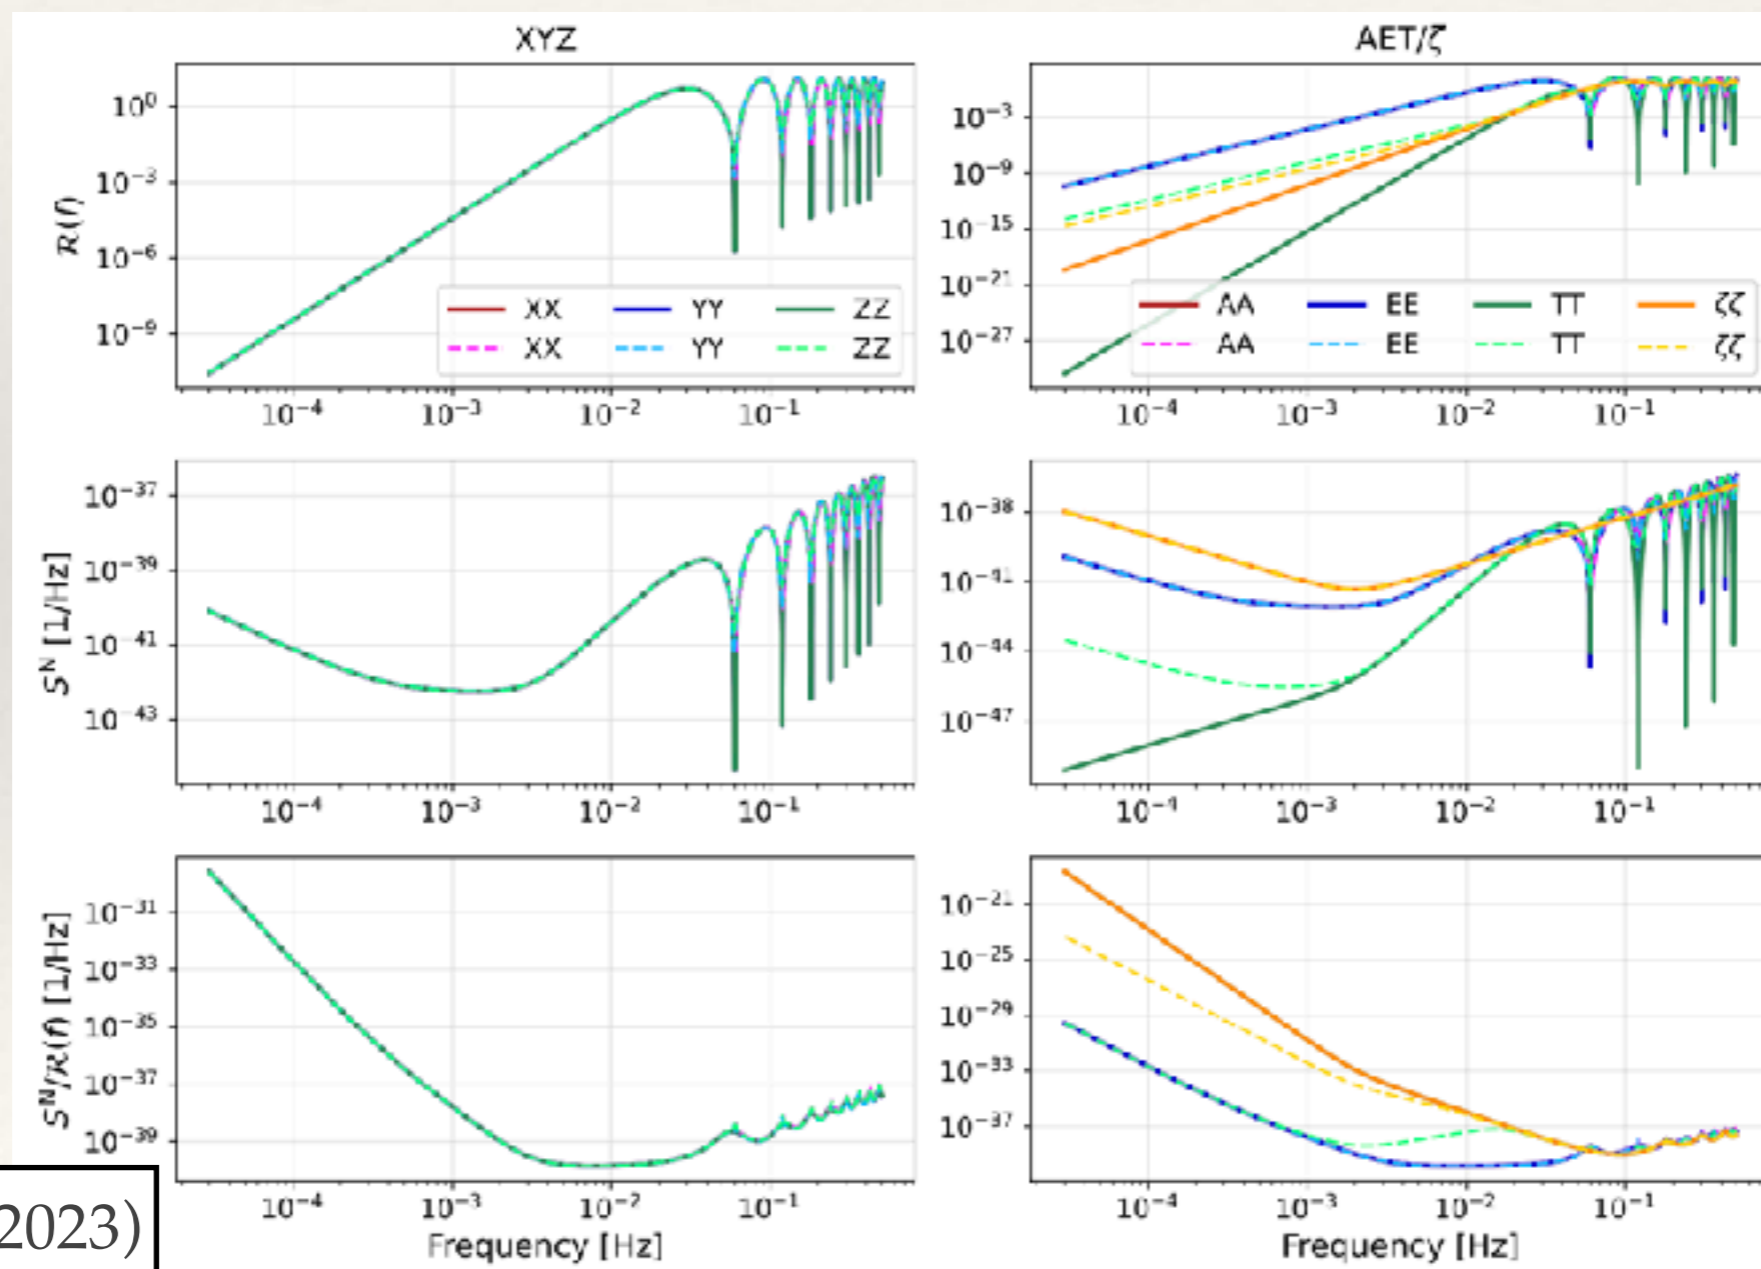 XYZ
AET/ζ
R(f)
10⁰
10⁻³
10⁻⁶
10⁻⁹
XX YY ZZ
XX YY ZZ
10⁻⁴ 10⁻³ 10⁻² 10⁻¹
10⁻³
10⁻⁹
10⁻¹⁵
10⁻²¹
10⁻²⁷
AA EE TT ζζ
AA EE TT ζζ
10⁻⁴ 10⁻³ 10⁻² 10⁻¹
Sᴺ [1/Hz]
10⁻³⁷
10⁻³⁹
10⁻⁴¹
10⁻⁴³
10⁻⁴ 10⁻³ 10⁻² 10⁻¹
10⁻³⁸
10⁻⁴¹
10⁻⁴⁴
10⁻⁴⁷
10⁻⁴ 10⁻³ 10⁻² 10⁻¹
Sᴺ/R(f) [1/Hz]
10⁻³¹
10⁻³³
10⁻³⁵
10⁻³⁷
10⁻³⁹
10⁻⁴ 10⁻³ 10⁻² 10⁻¹
Frequency [Hz]
10⁻²¹
10⁻²⁵
10⁻²⁹
10⁻³³
10⁻³⁷
10⁻⁴ 10⁻³ 10⁻² 10⁻¹
Frequency [Hz]
2023)